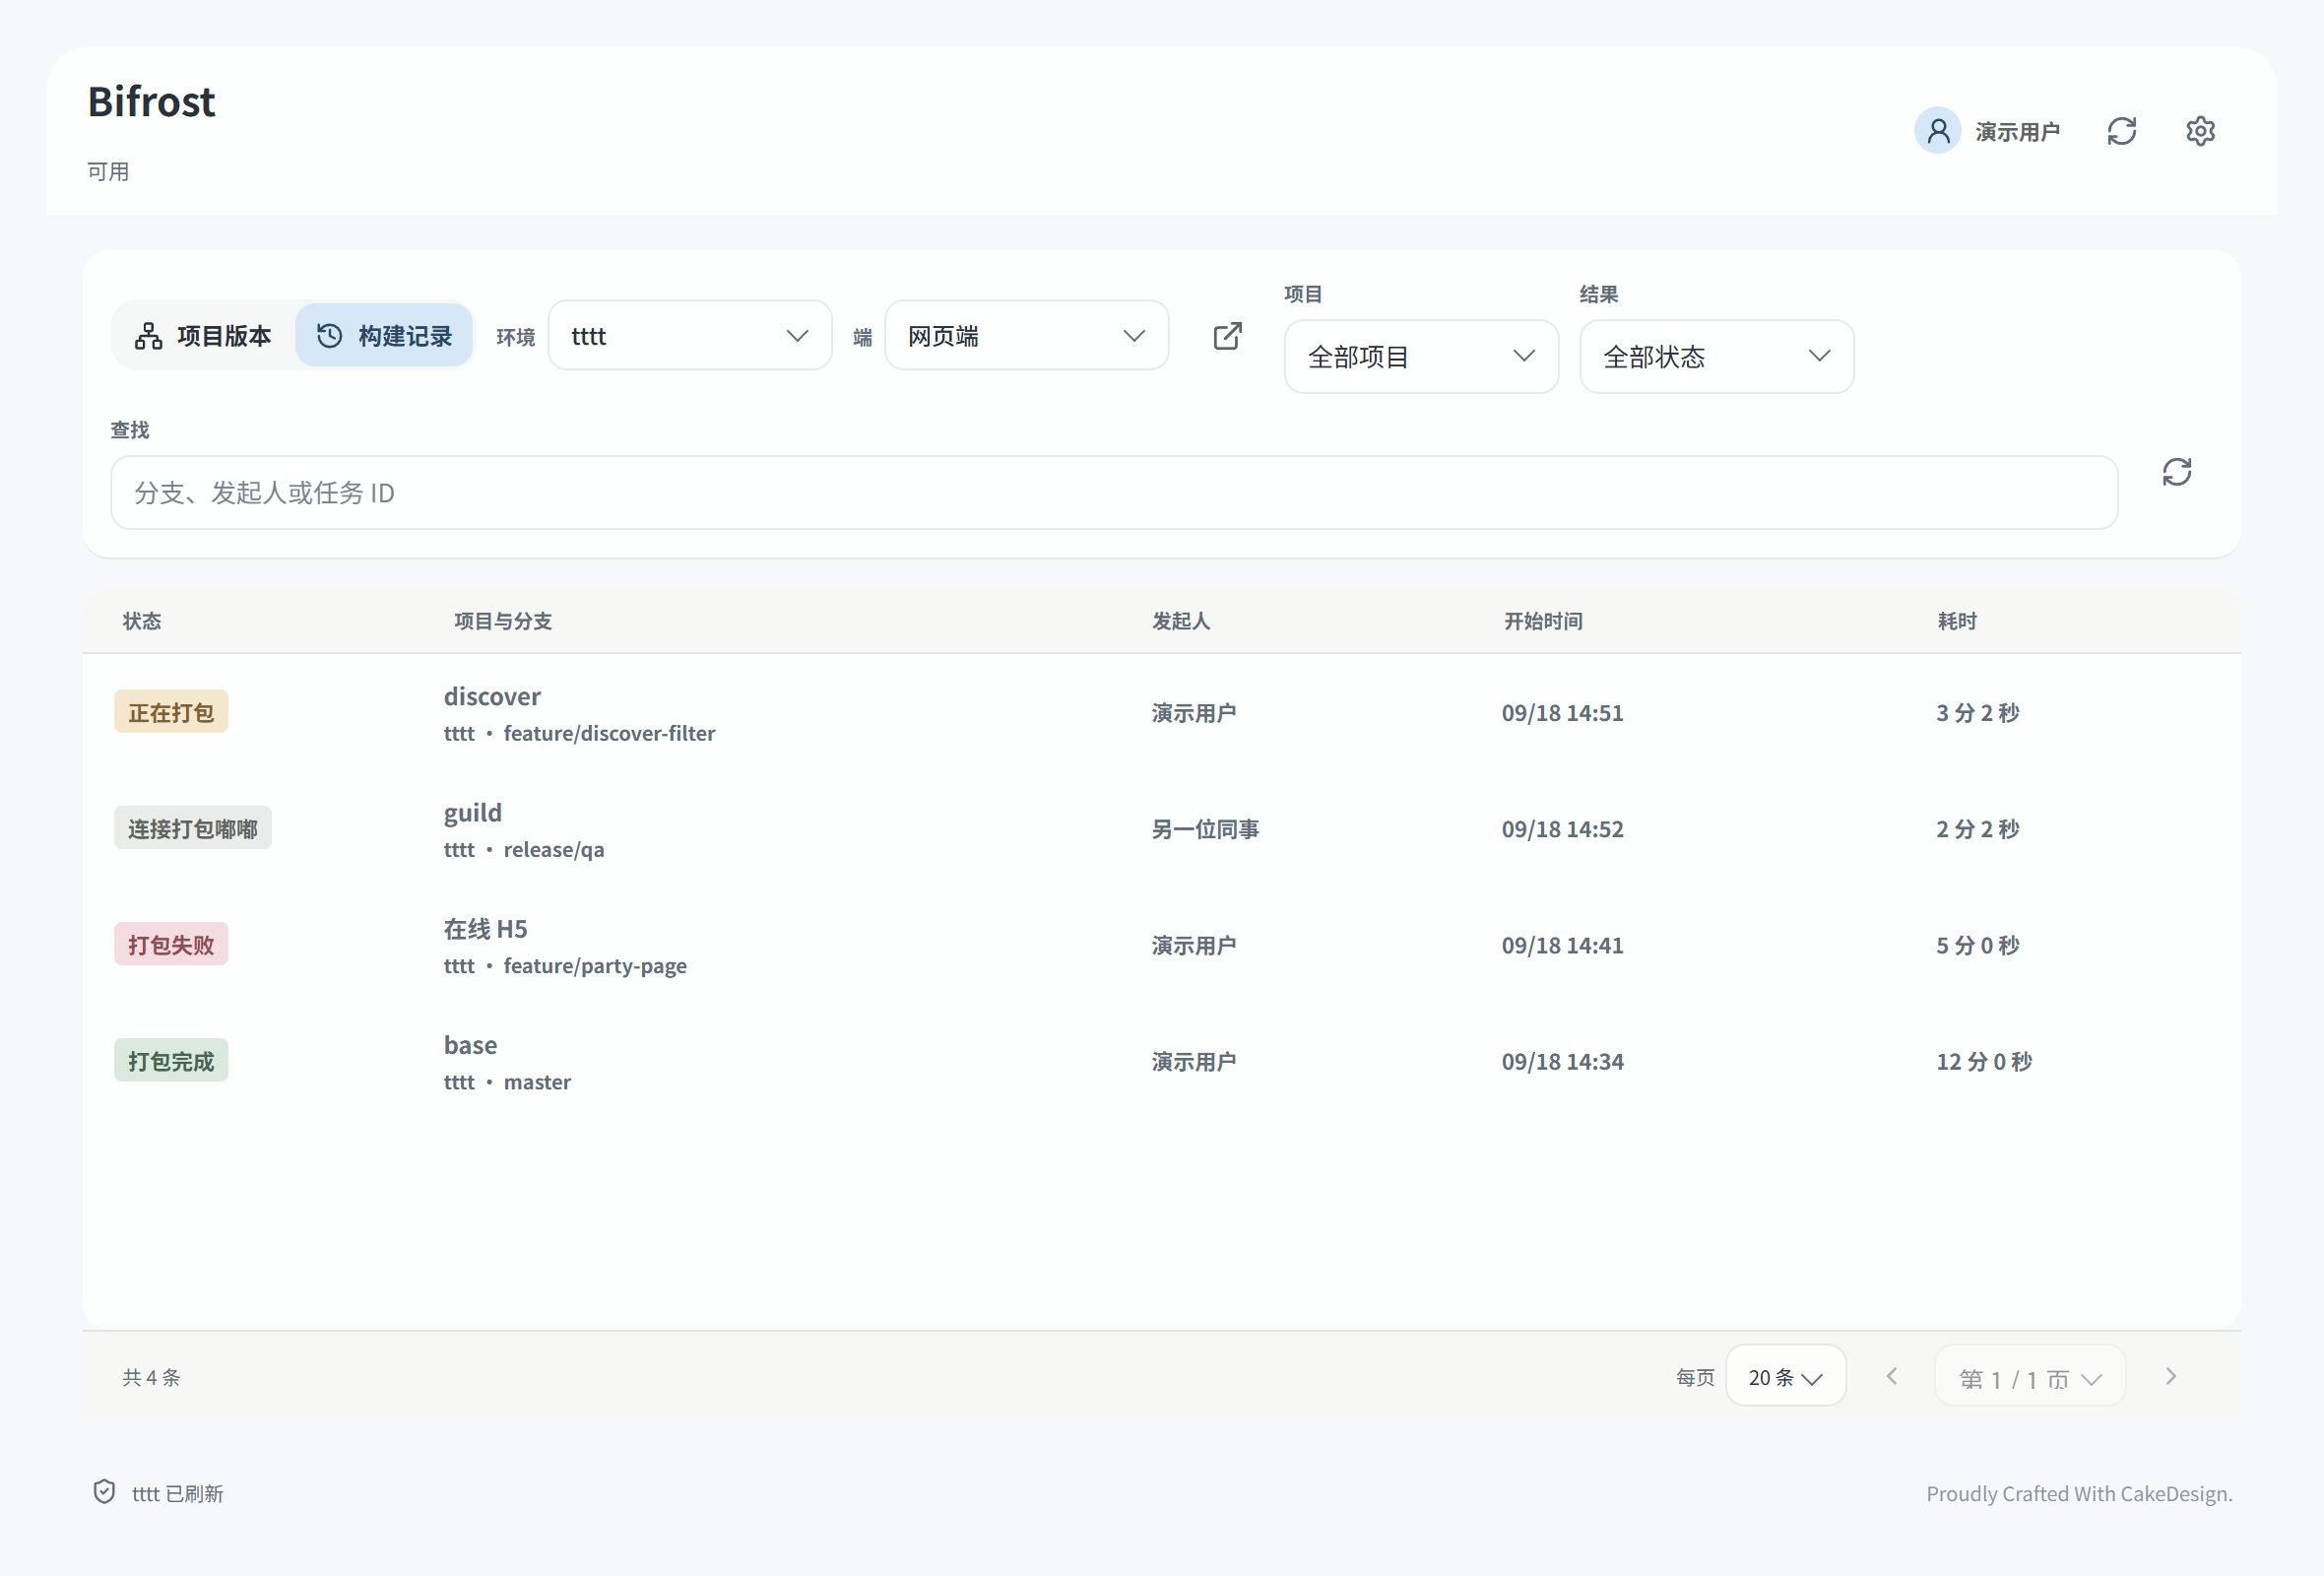 Bifrost
可用
演示用户
项目版本
构建记录
环境
tttt
端
网页端
项目
全部项目
结果
全部状态
查找
分支、发起人或任务 ID
状态
项目与分支
发起人
开始时间
耗时
正在打包
discover
tttt • feature/discover-filter
演示用户
09/18 14:51
3 分 2 秒
连接打包嘟嘟
guild
tttt • release/qa
另一位同事
09/18 14:52
2 分 2 秒
打包失败
在线 H5
tttt • feature/party-page
演示用户
09/18 14:41
5 分 0 秒
打包完成
base
tttt • master
演示用户
09/18 14:34
12 分 0 秒
共 4 条
每页
20 条
第 1 / 1 页
tttt 已刷新
Proudly Crafted With CakeDesign.